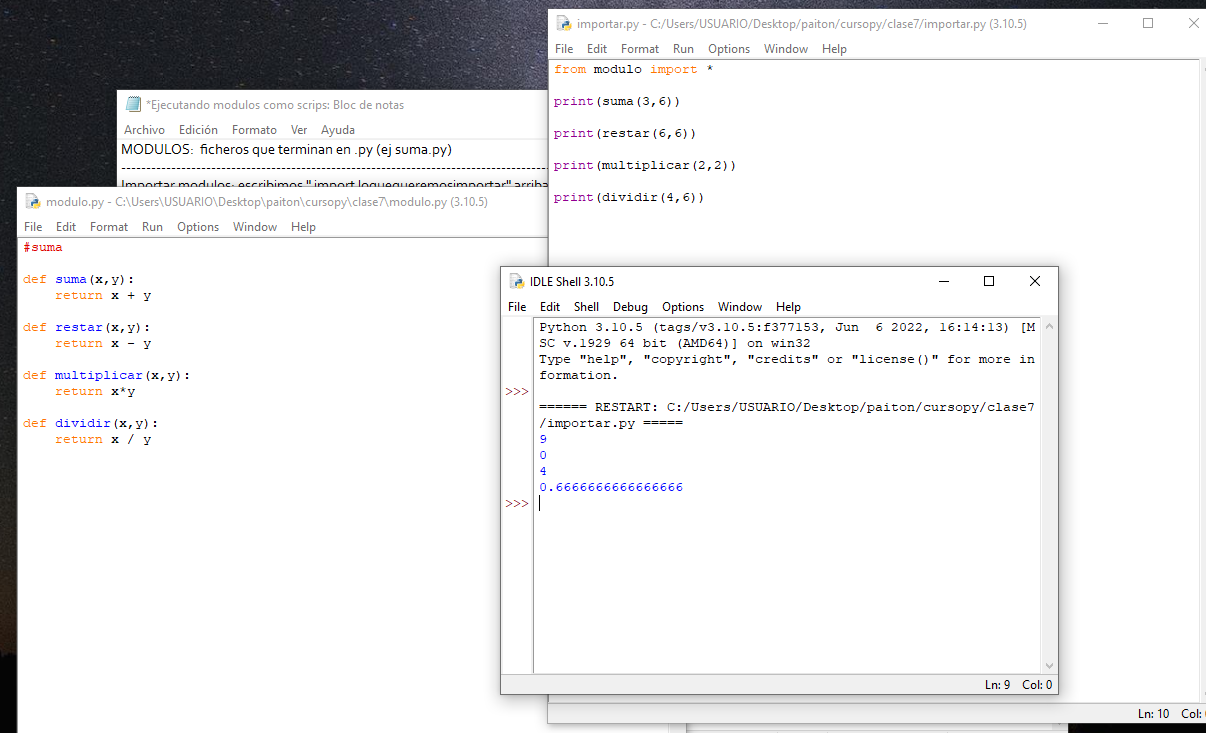 importar.py - C:/Users/USUARIO/Desktop/paiton/cursopy/clase7/importar.py (3.10.5)
File Edit Format Run Options Window Help
from modulo import *
print(suma(3,6))
print(restar(6,6))
print(multiplicar(2,2))
print(dividir(4,6))
Ln: 10 Col:
*Ejecutando modulos como scrips: Bloc de notas
Archivo Edición Formato Ver Ayuda
MODULOS: ficheros que terminan en .py (ej suma.py)
--------------------------------------------------------------------------------
Importar modulos: escribimos " import loquequeremosimportar" arriba
modulo.py - C:\Users\USUARIO\Desktop\paiton\cursopy\clase7\modulo.py (3.10.5)
File Edit Format Run Options Window Help
#suma
def suma(x,y):
    return x + y
def restar(x,y):
    return x - y
def multiplicar(x,y):
    return x*y
def dividir(x,y):
    return x / y
IDLE Shell 3.10.5
File Edit Shell Debug Options Window Help
Python 3.10.5 (tags/v3.10.5:f377153, Jun  6 2022, 16:14:13) [M
SC v.1929 64 bit (AMD64)] on win32
Type "help", "copyright", "credits" or "license()" for more in
formation.
>>>
====== RESTART: C:/Users/USUARIO/Desktop/paiton/cursopy/clase7
/importar.py =====
9
0
4
0.6666666666666666
>>>
Ln: 9 Col: 0